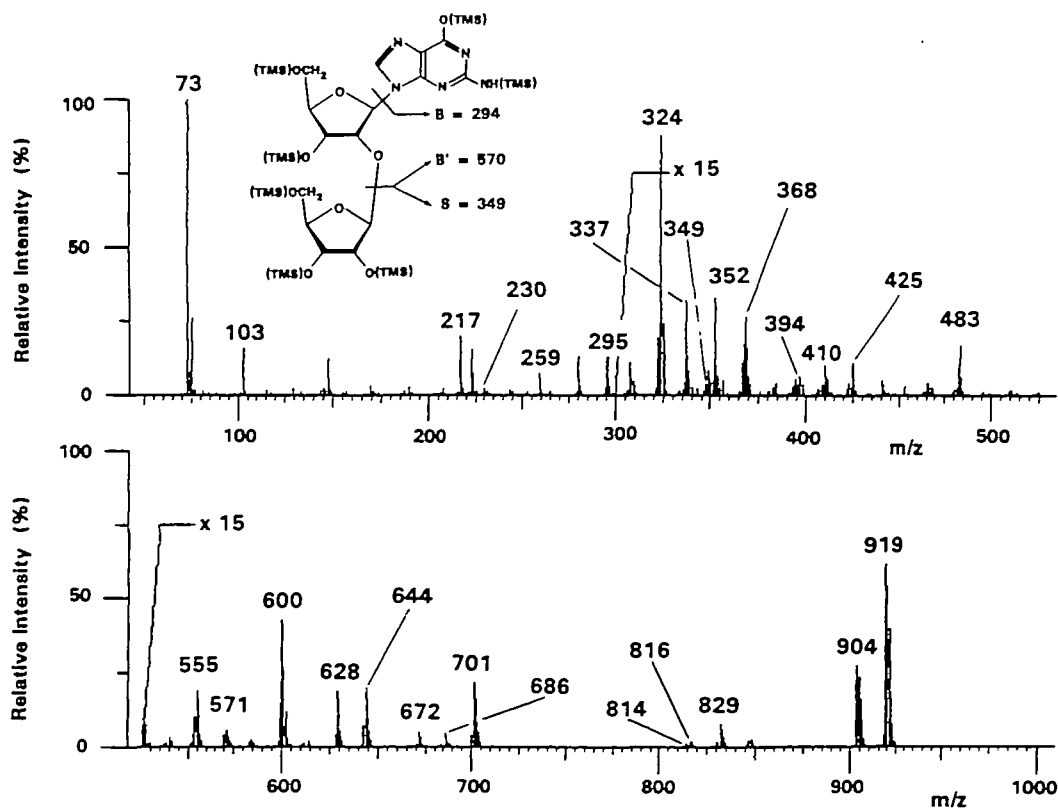 O(TMS)
N
N
N
N
NH(TMS)
(TMS)OCH2
O
B = 294
(TMS)O
O
B' = 570
(TMS)OCH2
S = 349
O
(TMS)O
O(TMS)
Relative Intensity (%)
100
50
0
73
103
217
230
259
295
337
324
x 15
349
352
368
394
410
425
483
100
200
300
400
500
m/z
Relative Intensity (%)
100
50
0
x 15
555
571
600
628
644
672
701
686
814
816
829
904
919
600
700
800
900
1000
m/z